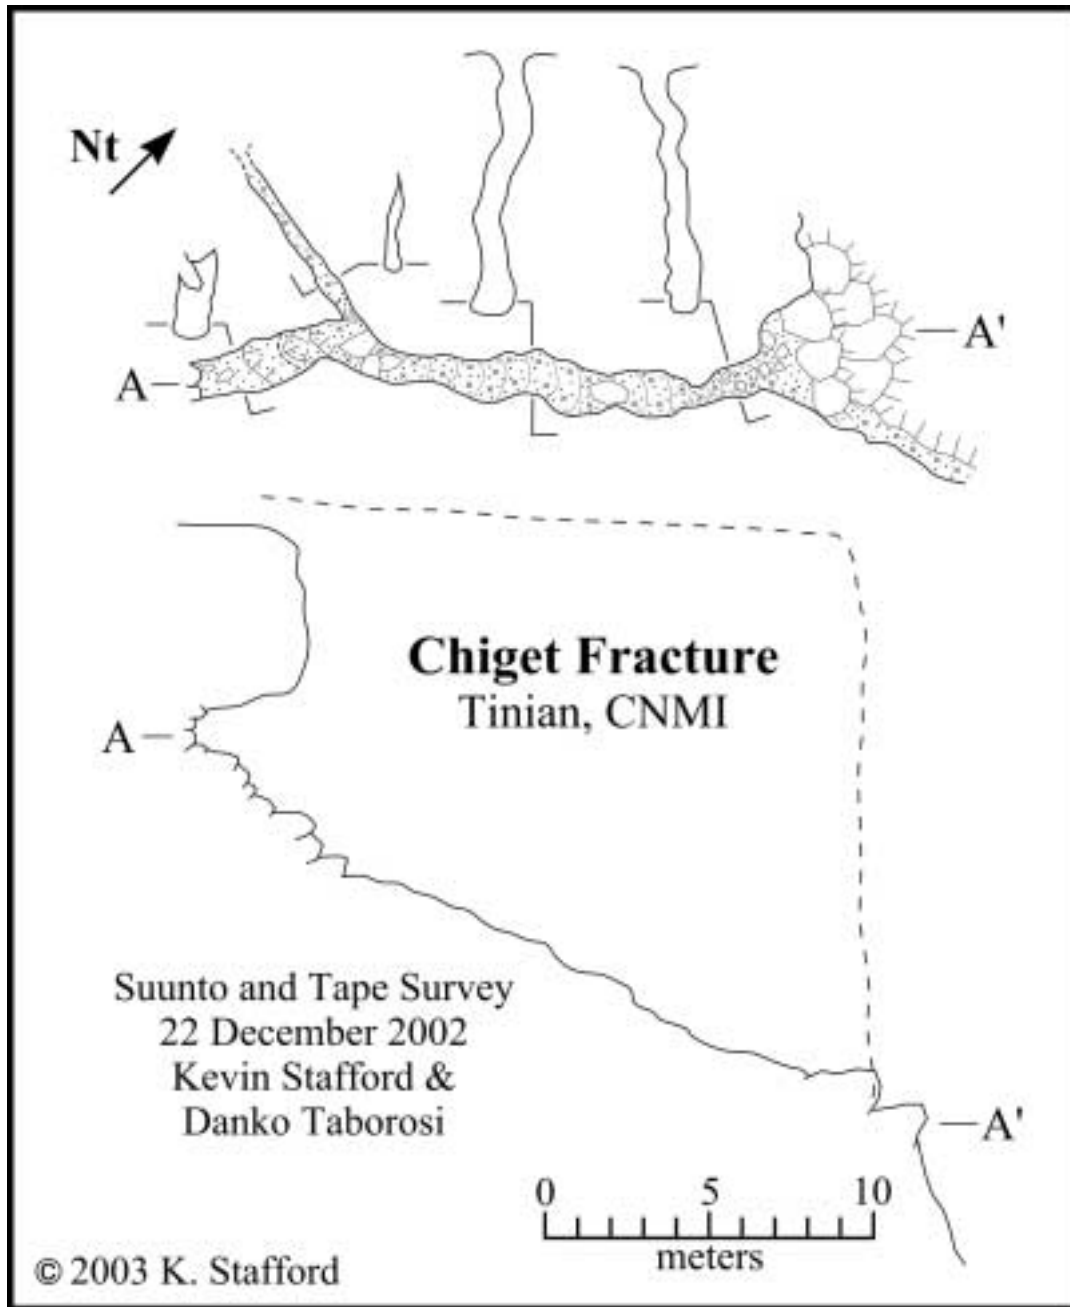 Nt
A
A'
Chiget Fracture
Tinian, CNMI
A
Suunto and Tape Survey
22 December 2002
Kevin Stafford &
Danko Taborosi
A'
0 5 10
meters
© 2003 K. Stafford